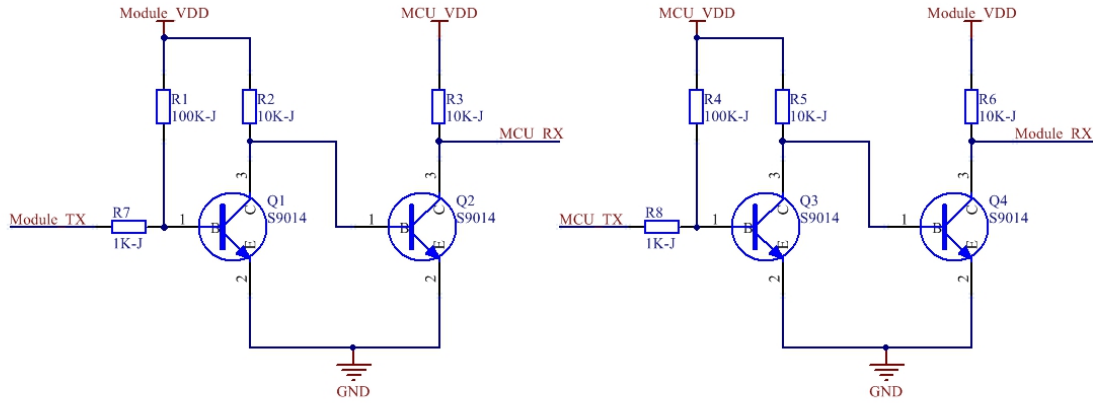 Module_VDD
MCU_VDD
MCU_VDD
Module_VDD
R1
100K-J
R2
10K-J
R3
10K-J
R4
100K-J
R5
10K-J
R6
10K-J
MCU_RX
Module_RX
3
3
3
3
Module_TX
R7
1K-J
1
B
C
E
Q1
S9014
1
B
C
E
Q2
S9014
MCU_TX
R8
1K-J
1
B
C
E
Q3
S9014
1
B
C
E
Q4
S9014
2
2
2
2
GND
GND